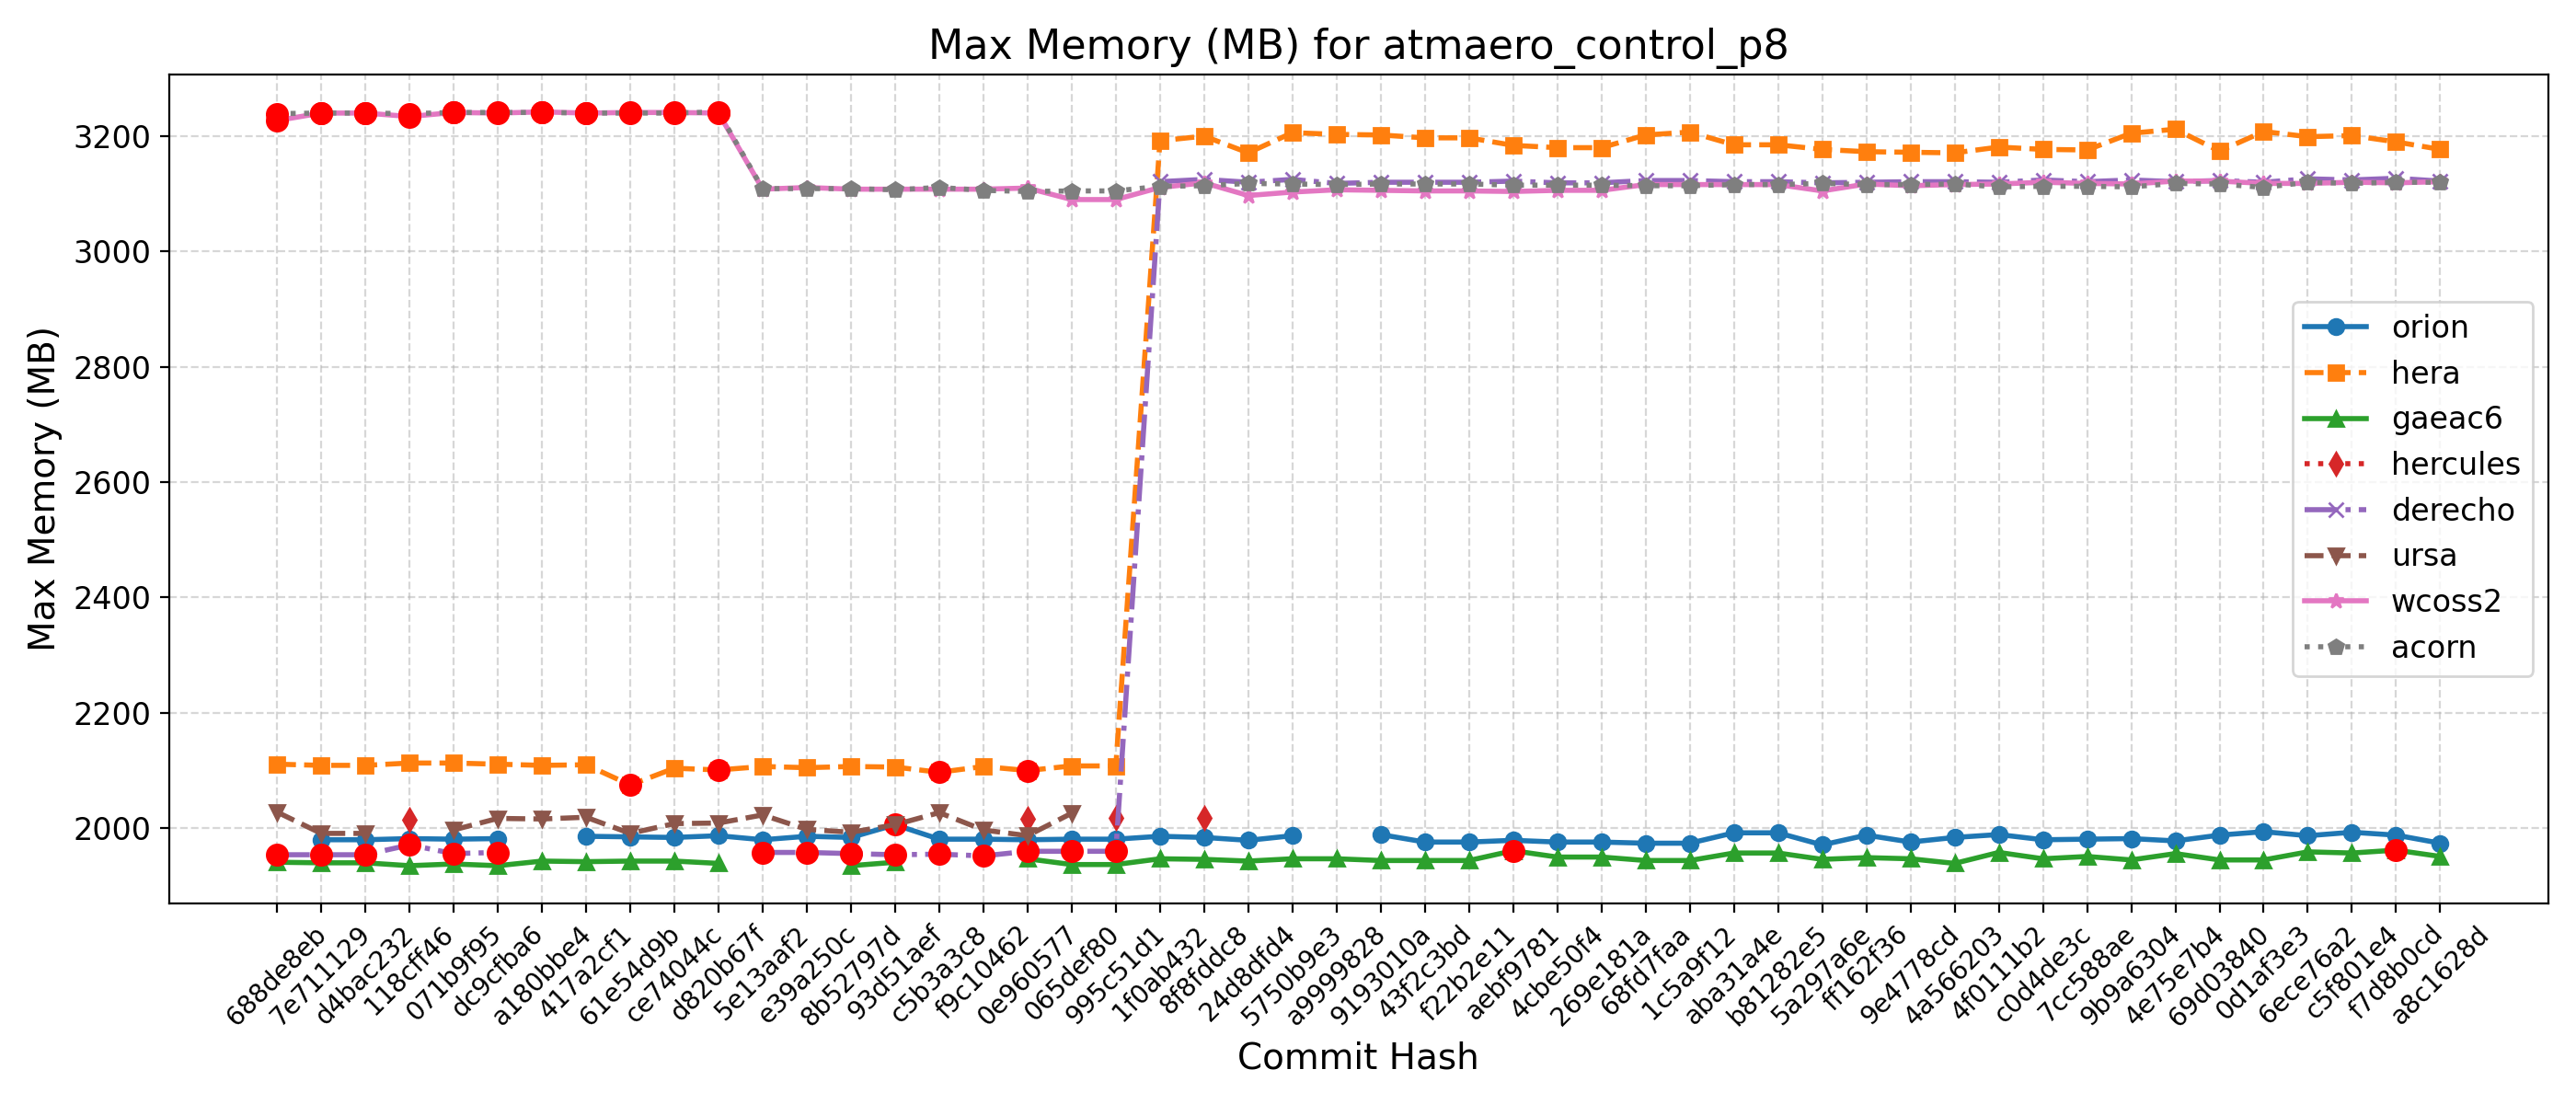 Max Memory (MB) for atmaero_control_p8
Max Memory (MB)
3200
3000
2800
2600
2400
2200
2000
orion
hera
gaeac6
hercules
derecho
ursa
wcoss2
acorn
688de8eb
7e711129
d4bac232
118cff46
071b9f95
dc9cfba6
a180bbe4
417a2cf1
61e54d9b
ce74044c
d820b67f
5e13aaf2
e39a250c
8b52797d
93d51aef
c5b3a3c8
f9c10462
0e960577
065def80
995c51d1
1f0ab432
8f8fddc8
24d8dfd4
5750b9e3
a9999828
9193010a
43f2c3bd
f22b2e11
aebf9781
4cbe50f4
269e181a
68fd7faa
1c5a9f12
aba31a4e
b81282e5
5a297a6e
ff162f36
9e4778cd
4a566203
4f0111b2
c0d4de3c
7cc588ae
9b9a6304
4e75e7b4
69d03840
0d1af3e3
6ece76a2
c5f801e4
f7d8b0cd
a8c1628d
Commit Hash